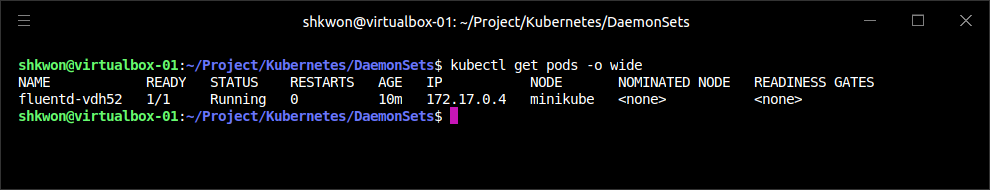 shkwon@virtualbox-01: ~/Project/Kubernetes/DaemonSets
shkwon@virtualbox-01:~/Project/Kubernetes/DaemonSets$ kubectl get pods -o wide
NAME            READY   STATUS    RESTARTS   AGE   IP           NODE       NOMINATED NODE   READINESS GATES
fluentd-vdh52   1/1     Running   0          10m   172.17.0.4   minikube   <none>           <none>
shkwon@virtualbox-01:~/Project/Kubernetes/DaemonSets$